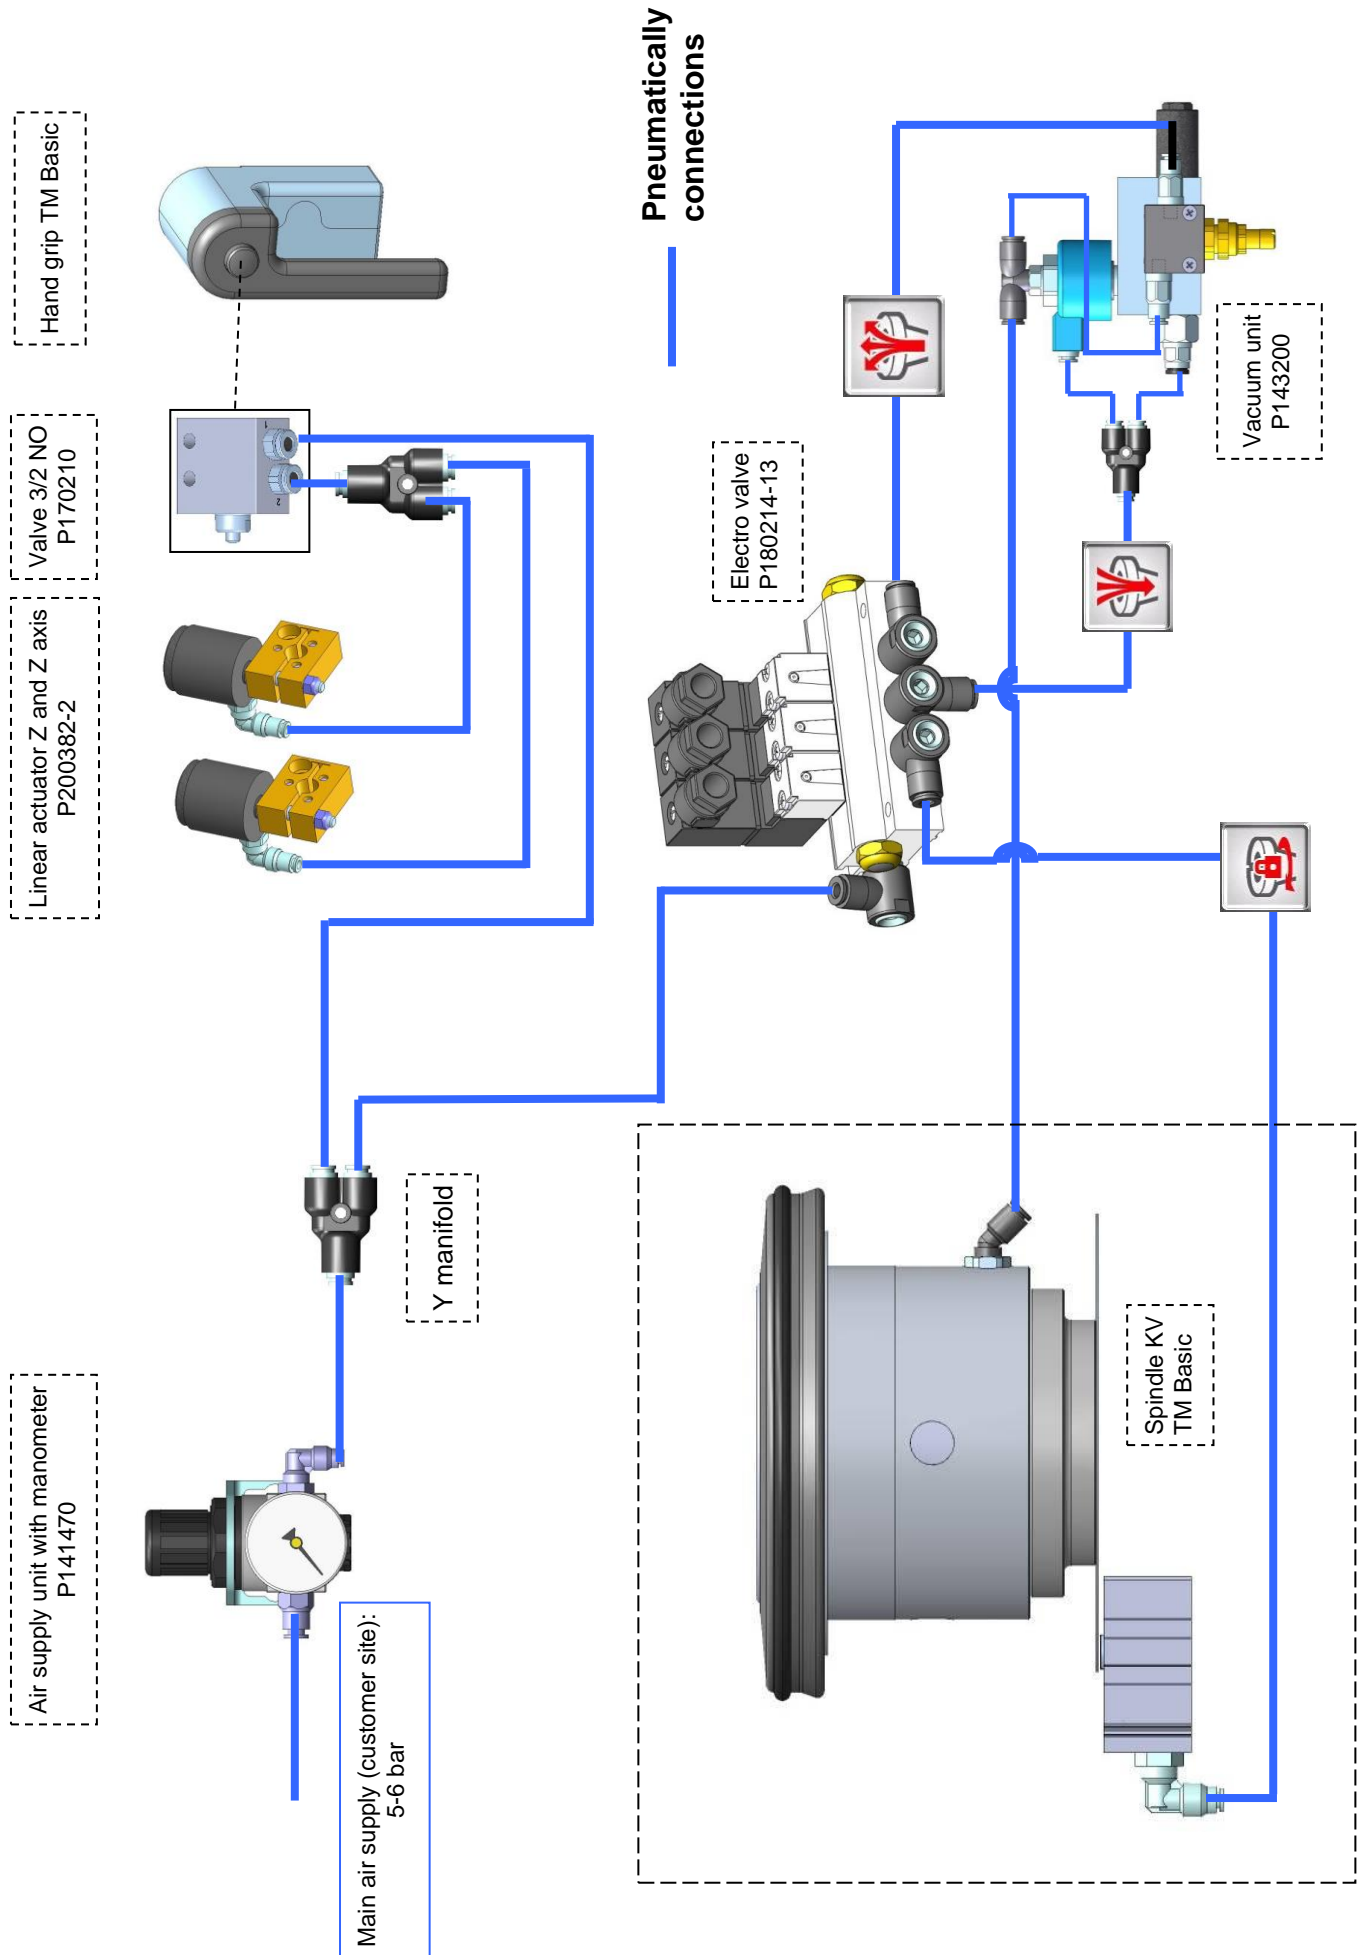 Air supply unit with manometer
P141470
Linear actuator Z and Z axis
P200382-2
Valve 3/2 NO
P170210
Hand grip TM Basic
1
2
Main air supply (customer site):
5-6 bar
Y manifold
Pneumatically
connections
Electro valve
P180214-13
Spindle KV
TM Basic
Vacuum unit
P143200